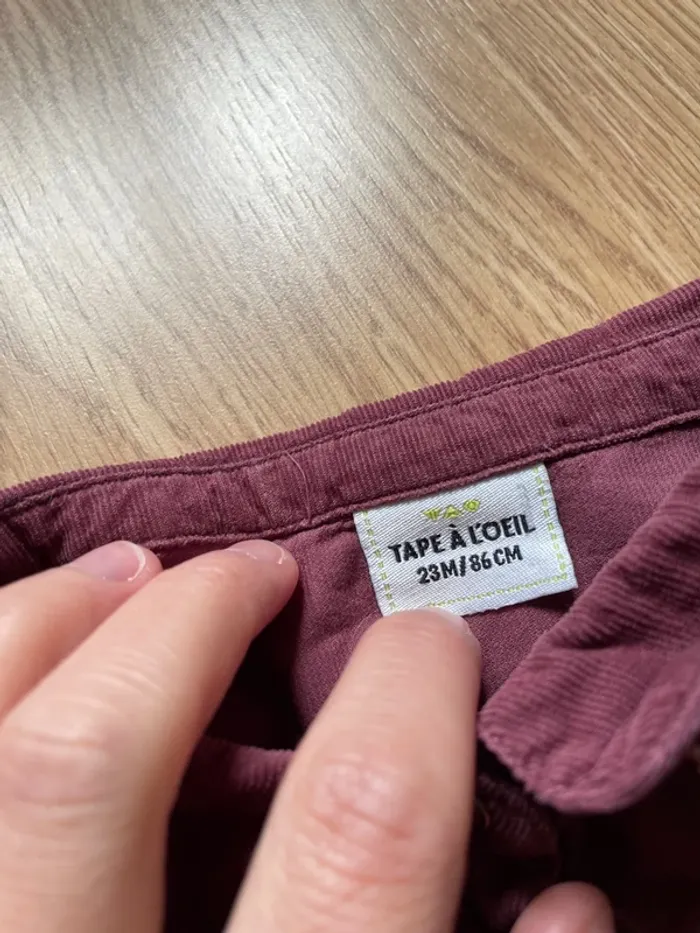 TAO
TAPE À L'OEIL
23M/86CM